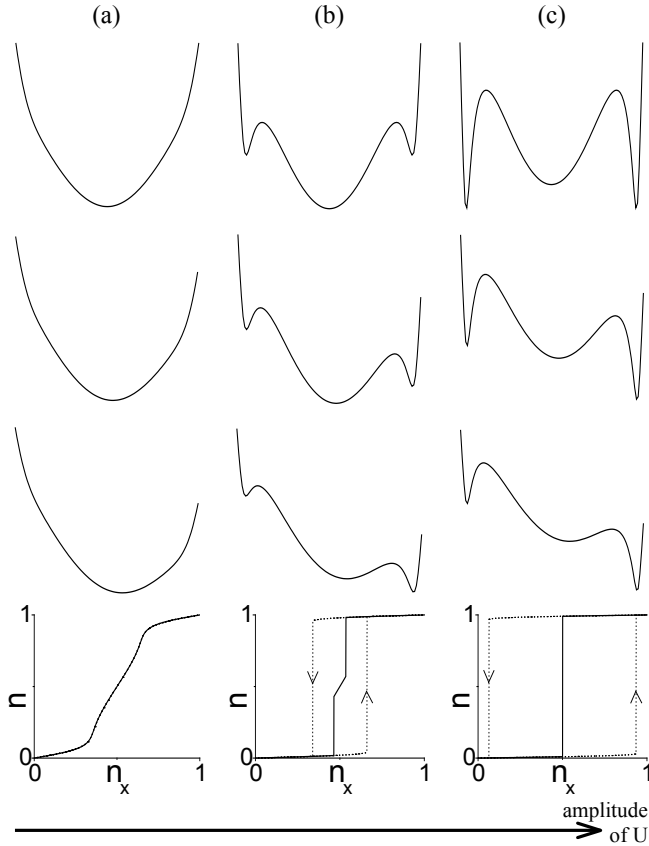 (a) (b) (c)
1 1 1
n n n
0 0 0
0 n_x 1 0 n_x 1 0 n_x 1
amplitude
of U